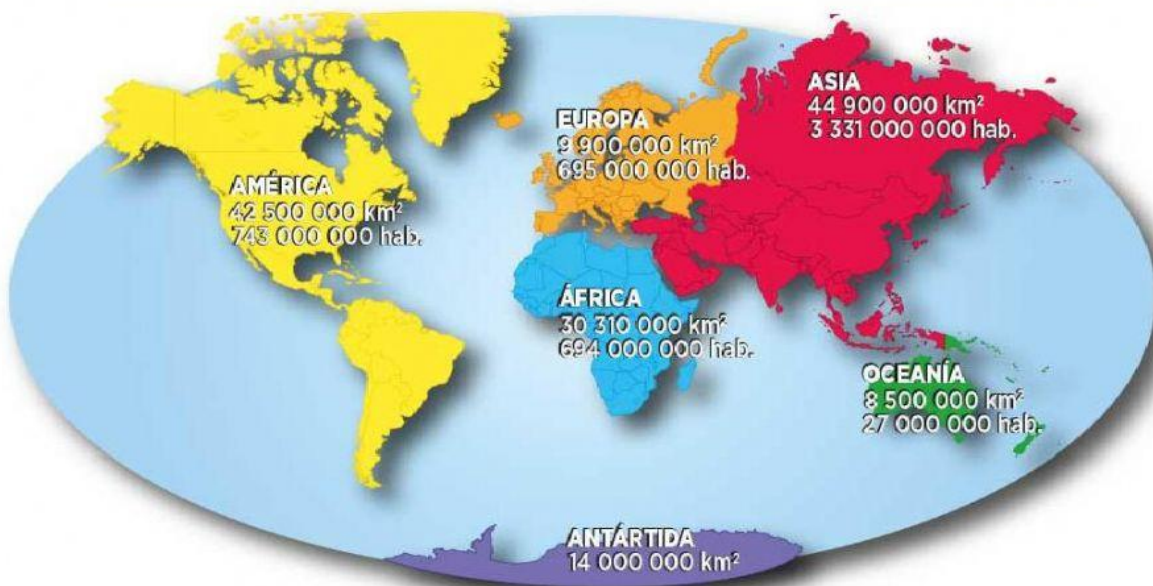 AMÉRICA
42 500 000 km²
743 000 000 hab.
EUROPA
9 900 000 km²
695 000 000 hab.
ASIA
44 900 000 km²
3 331 000 000 hab.
ÁFRICA
30 310 000 km²
694 000 000 hab.
OCEANÍA
8 500 000 km²
27 000 000 hab.
ANTÁRTIDA
14 000 000 km²